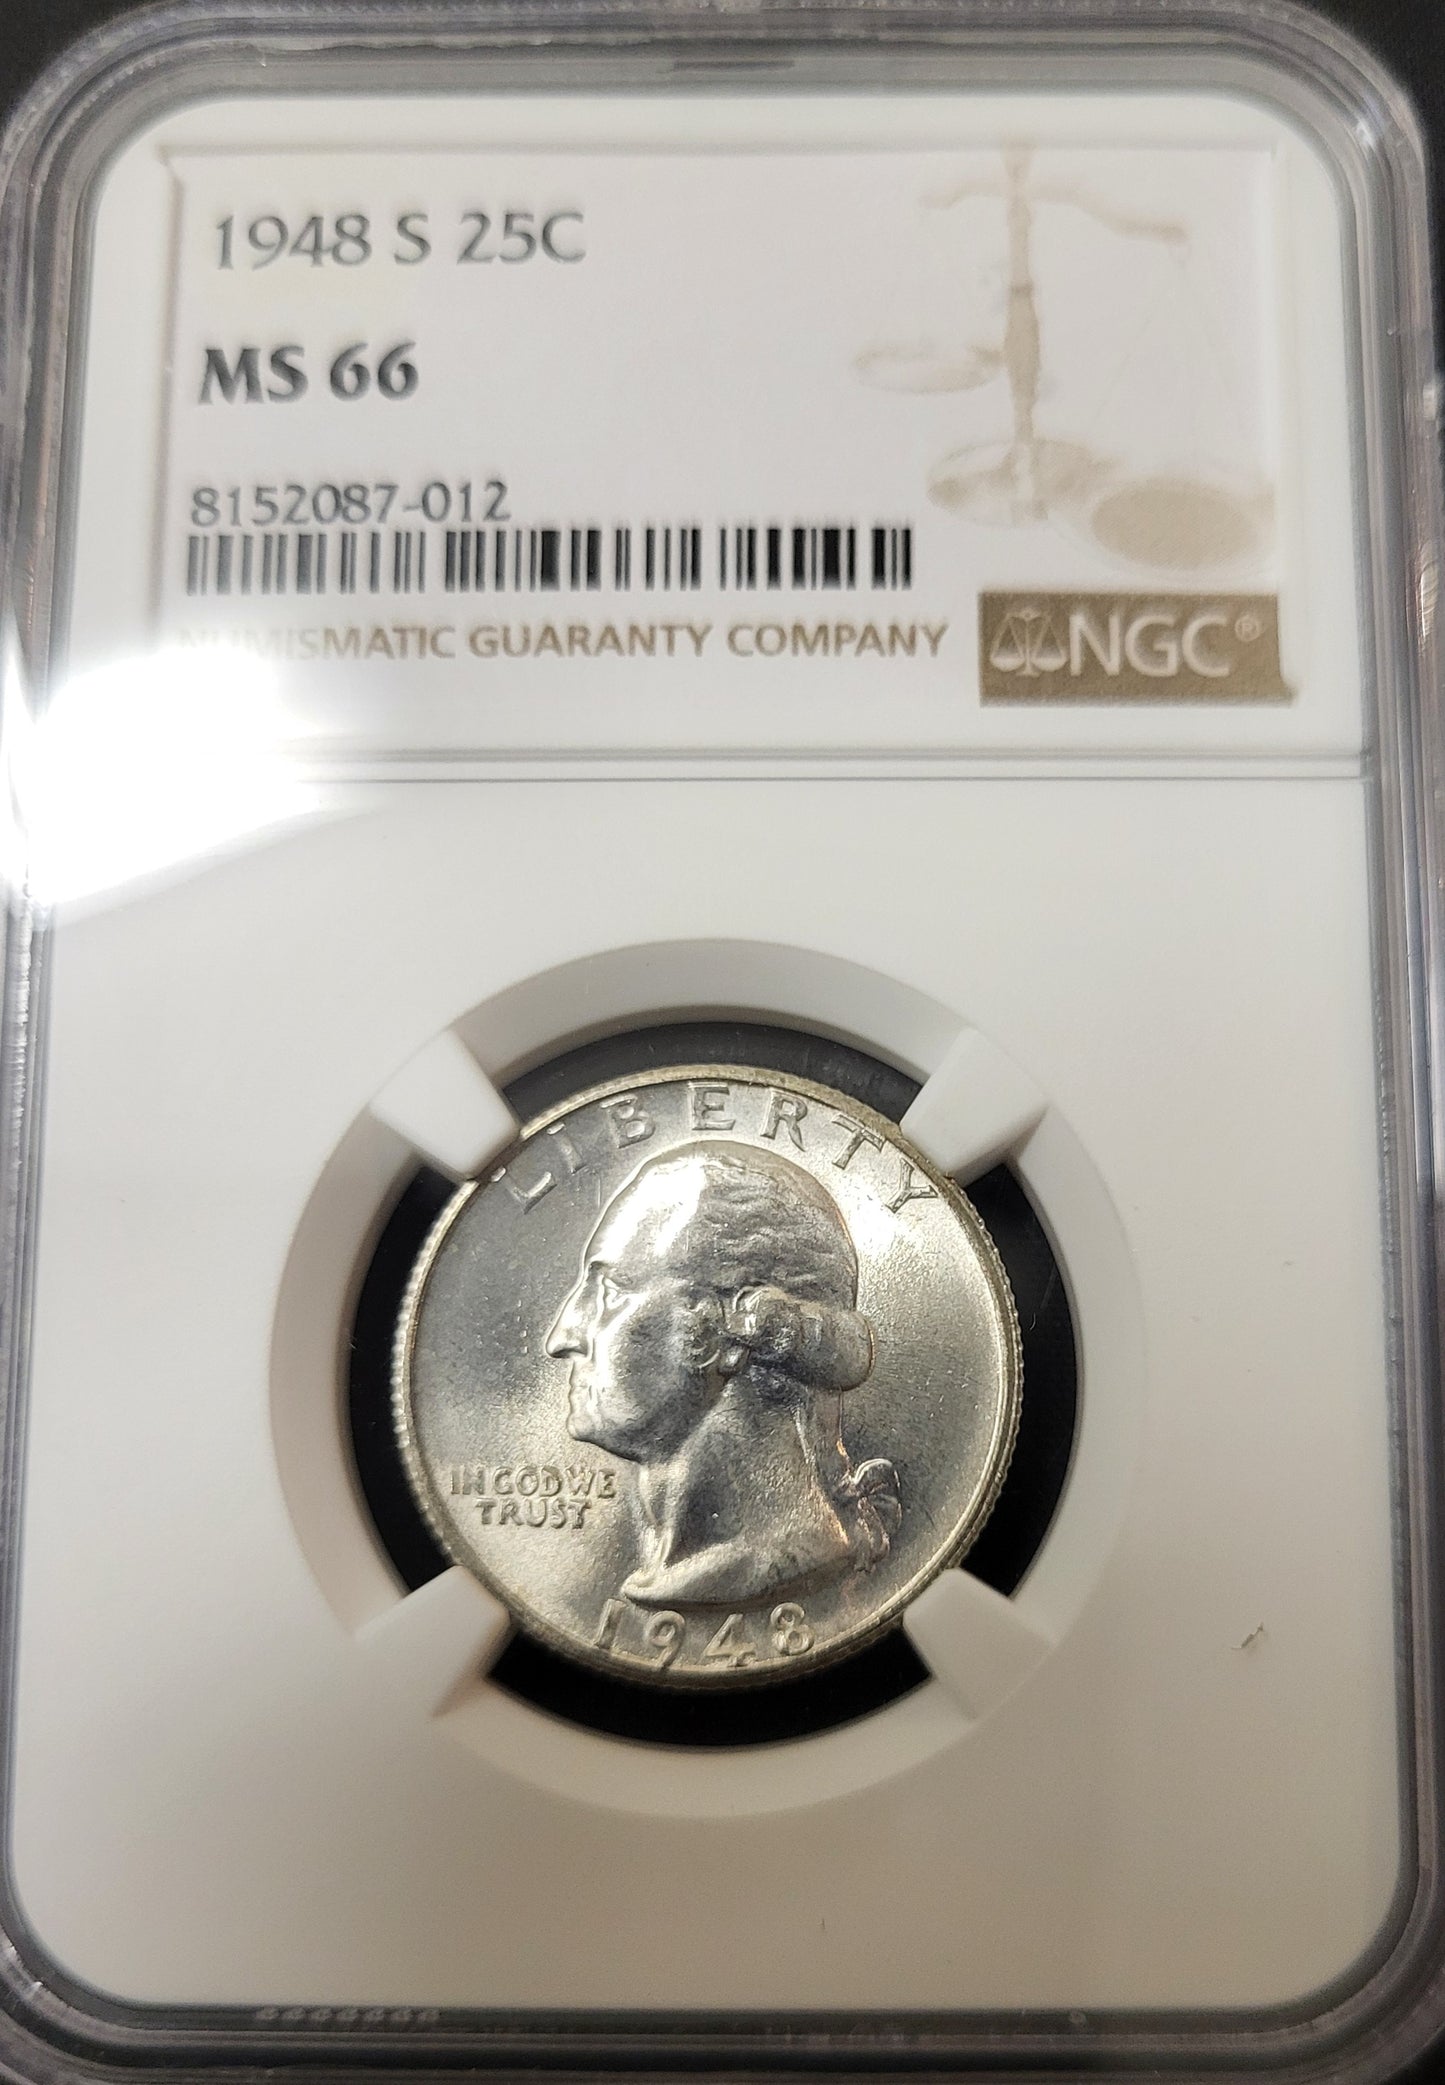 1948 S 25C
MS 66
8152087-012
NUMISMATIC GUARANTY COMPANY
NGC®
LIBERTY
IN GOD WE
TRUST
1948